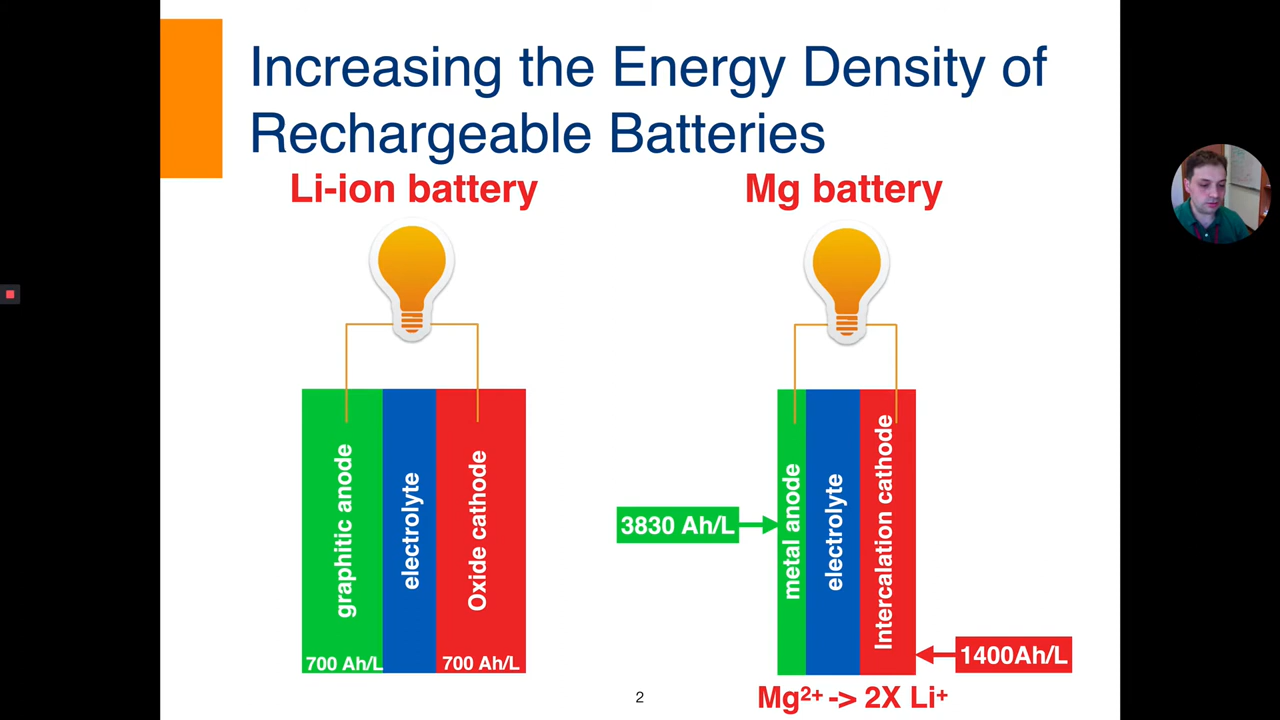 Increasing the Energy Density of
Rechargeable Batteries
Li-ion battery
graphitic anode
electrolyte
Oxide cathode
700 Ah/L
700 Ah/L
Mg battery
3830 Ah/L
metal anode
electrolyte
Intercalation cathode
1400Ah/L
Mg²⁺ -> 2X Li⁺
2